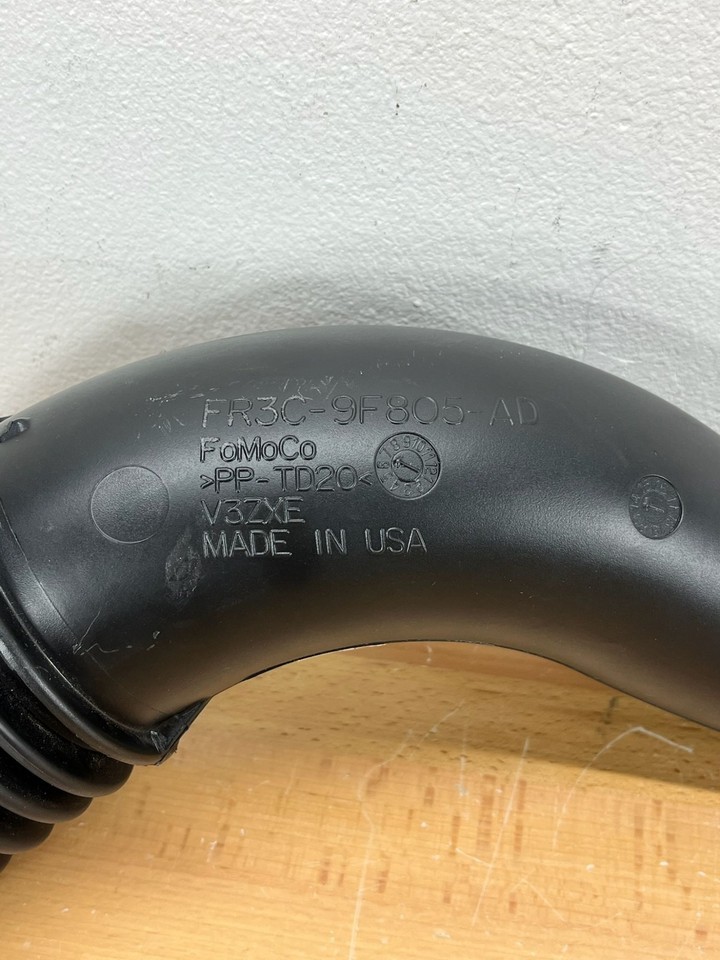 FR3C-9F805-AD
FoMoCo
>PP-TD20<
V3ZXE
MADE IN USA